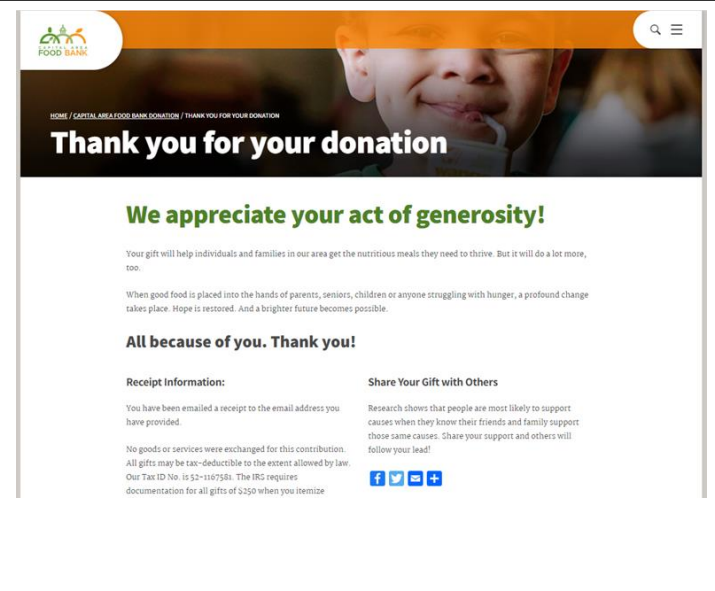 CAPITAL AREA
FOOD BANK
HOME / CAPITAL AREA FOOD BANK DONATION / THANK YOU FOR YOUR DONATION
Thank you for your donation
We appreciate your act of generosity!
Your gift will help individuals and families in our area get the nutritious meals they need to thrive. But it will do a lot more,
too.
When good food is placed into the hands of parents, seniors, children or anyone struggling with hunger, a profound change
takes place. Hope is restored. And a brighter future becomes possible.
All because of you. Thank you!
Receipt Information:
You have been emailed a receipt to the email address you
have provided.
No goods or services were exchanged for this contribution.
All gifts may be tax-deductible to the extent allowed by law.
Our Tax ID No. is 52-1167581. The IRS requires
documentation for all gifts of $250 when you itemize
Share Your Gift with Others
Research shows that people are most likely to support
causes when they know their friends and family support
those same causes. Share your support and others will
follow your lead!